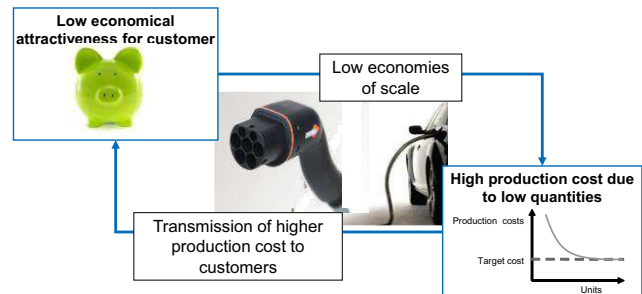 Low economical
attractiveness for customer
Low economies
of scale
High production cost due
to low quantities
Production costs
Target cost
Units
Transmission of higher
production cost to
customers